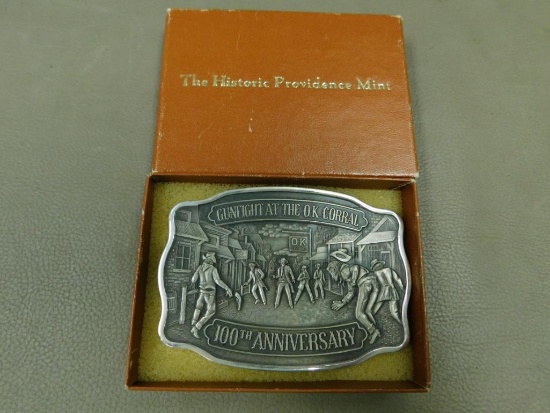 The Historic Providence Mint
GUNFIGHT AT THE O.K. CORRAL
OK
100TH ANNIVERSARY